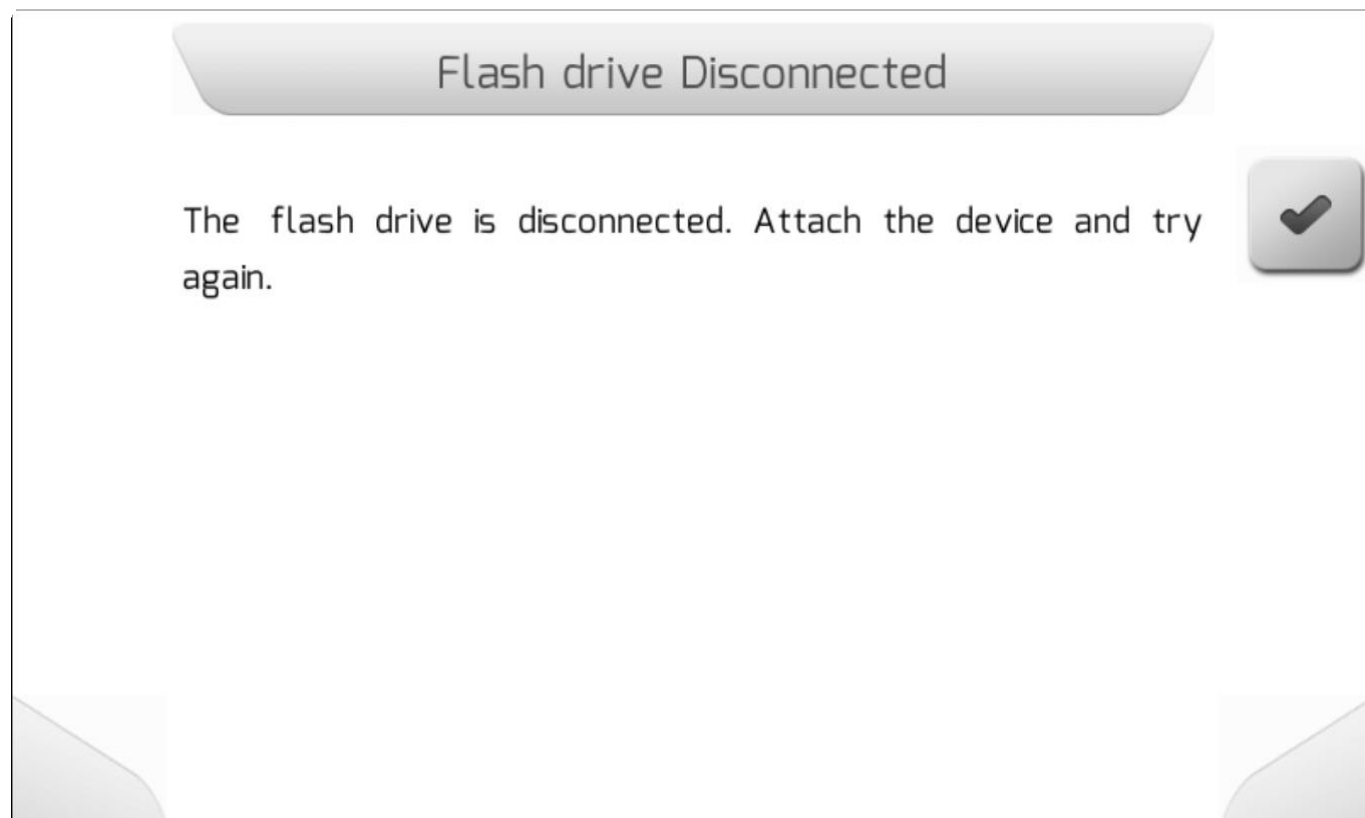 Flash drive Disconnected
The flash drive is disconnected. Attach the device and try
again.